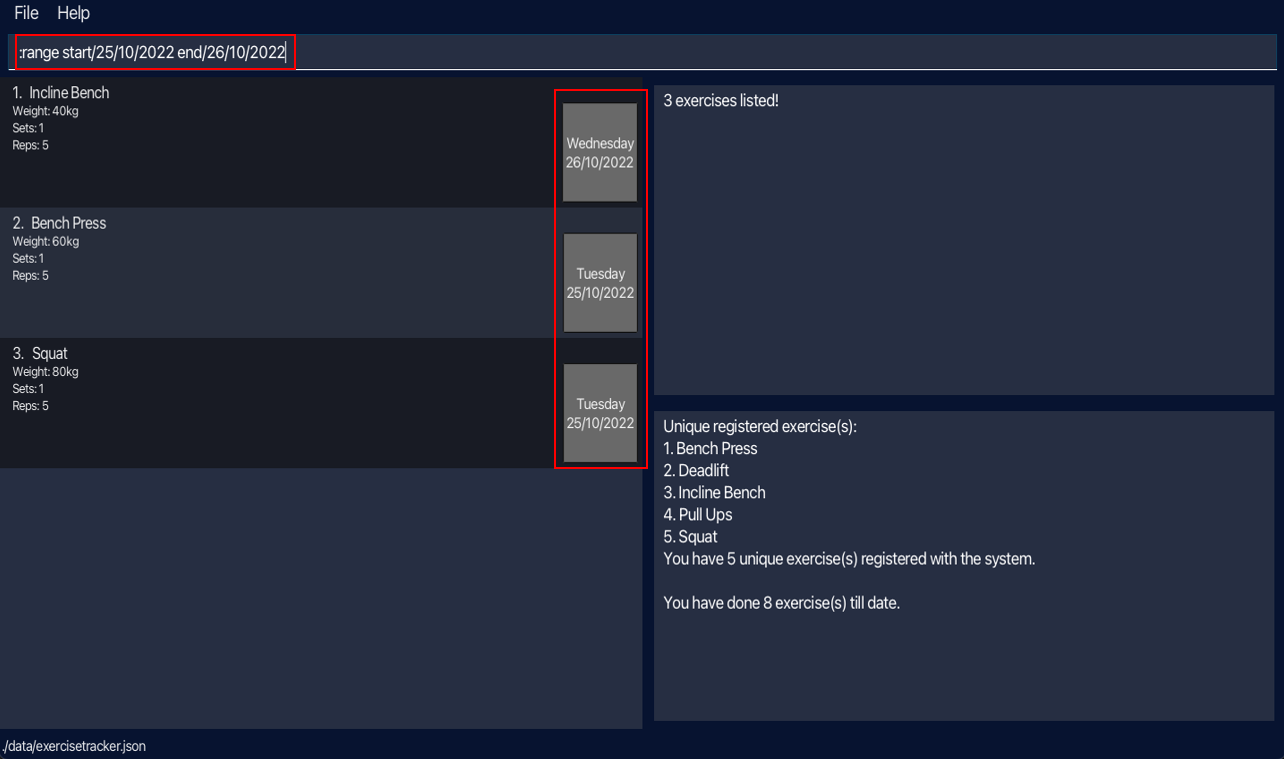 File Help
:range start/25/10/2022 end/26/10/2022
1. Incline Bench
Weight: 40kg
Sets: 1
Reps: 5
Wednesday
26/10/2022
2. Bench Press
Weight: 60kg
Sets: 1
Reps: 5
Tuesday
25/10/2022
3. Squat
Weight: 80kg
Sets: 1
Reps: 5
Tuesday
25/10/2022
3 exercises listed!
Unique registered exercise(s):
1. Bench Press
2. Deadlift
3. Incline Bench
4. Pull Ups
5. Squat
You have 5 unique exercise(s) registered with the system.
You have done 8 exercise(s) till date.
./data/exercisetracker.json